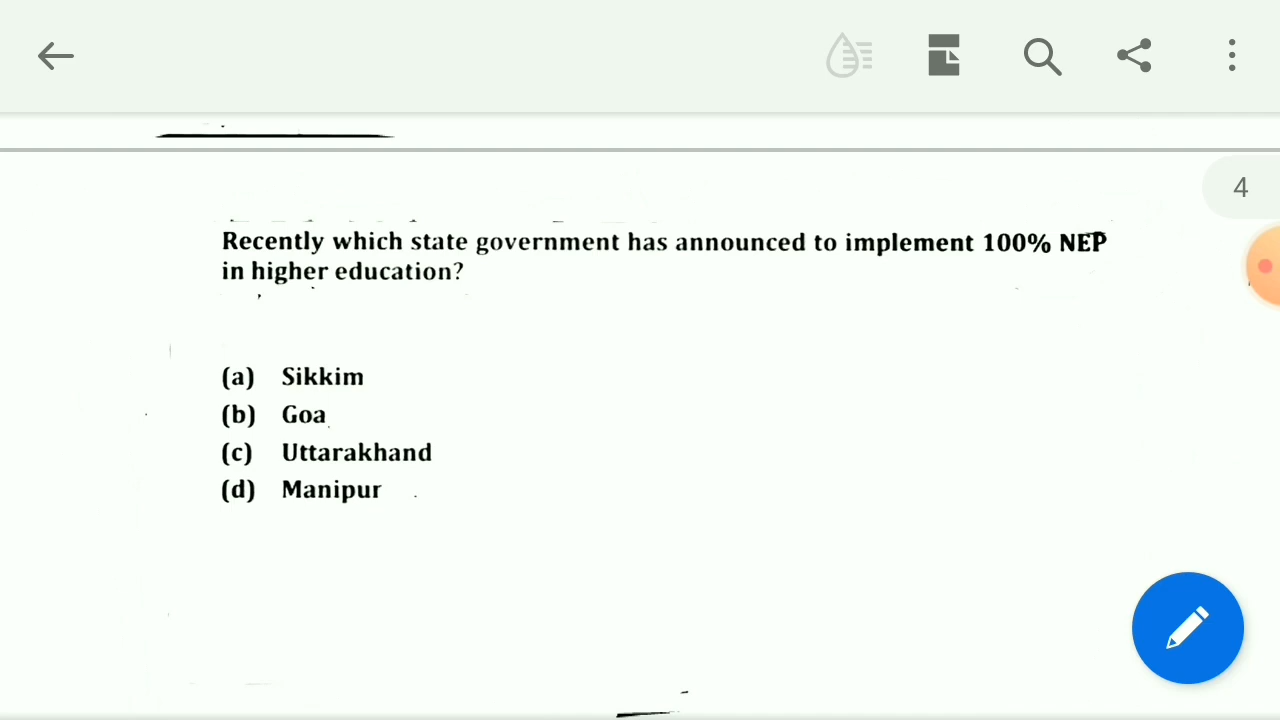 4
Recently which state government has announced to implement 100% NEP
in higher education?
(a) Sikkim
(b) Goa
(c) Uttarakhand
(d) Manipur